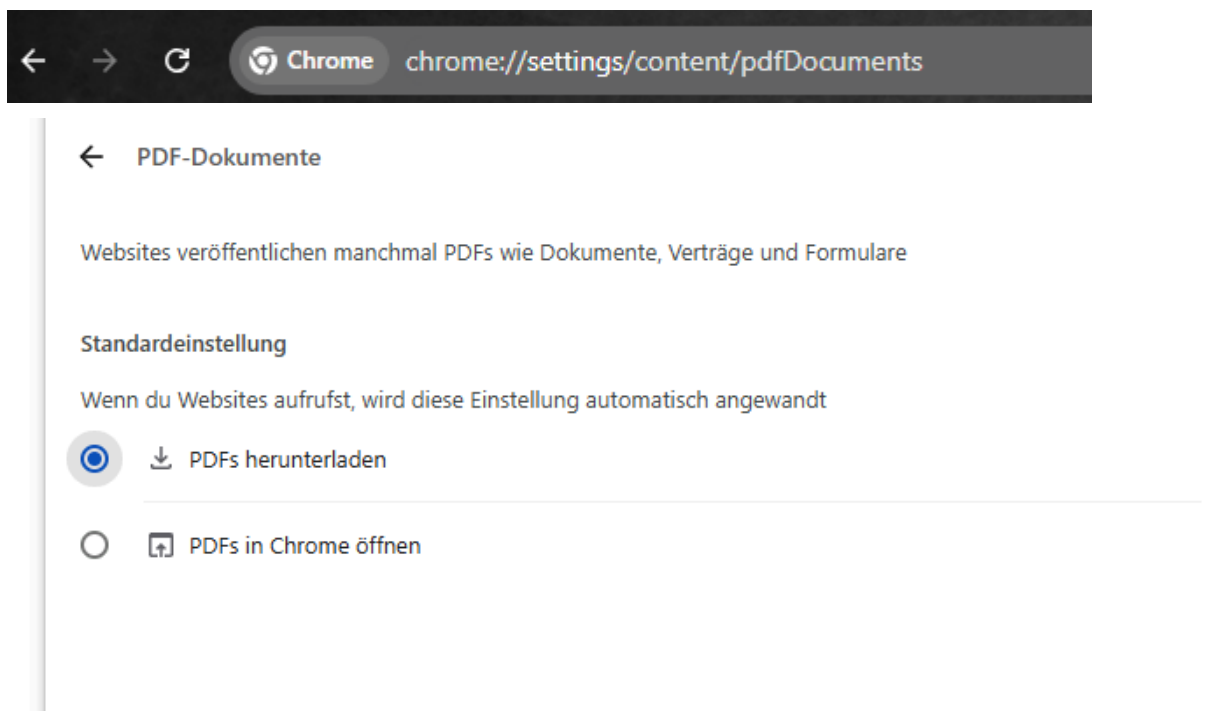 Chrome chrome://settings/content/pdfDocuments
PDF-Dokumente
Websites veröffentlichen manchmal PDFs wie Dokumente, Verträge und Formulare
Standardeinstellung
Wenn du Websites aufrufst, wird diese Einstellung automatisch angewandt
PDFs herunterladen
PDFs in Chrome öffnen